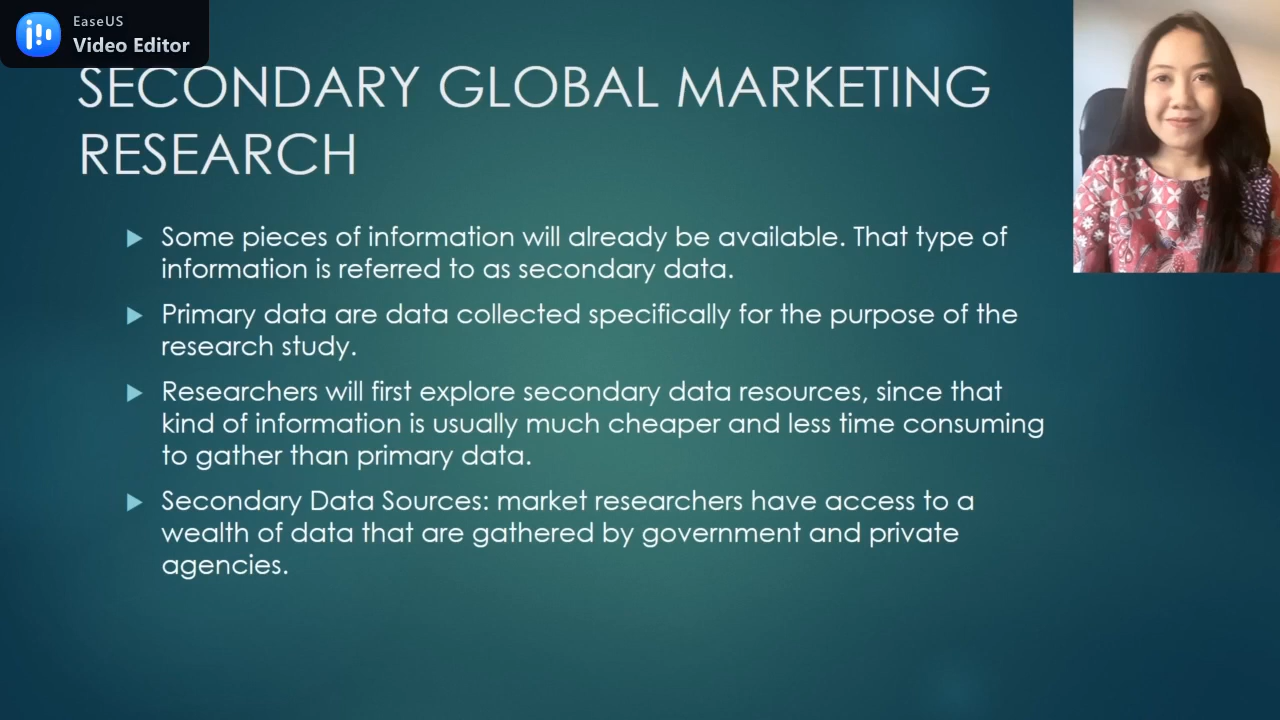 EaseUS
Video Editor
SECONDARY GLOBAL MARKETING
RESEARCH
Some pieces of information will already be available. That type of
information is referred to as secondary data.
Primary data are data collected specifically for the purpose of the
research study.
Researchers will first explore secondary data resources, since that
kind of information is usually much cheaper and less time consuming
to gather than primary data.
Secondary Data Sources: market researchers have access to a
wealth of data that are gathered by government and private
agencies.